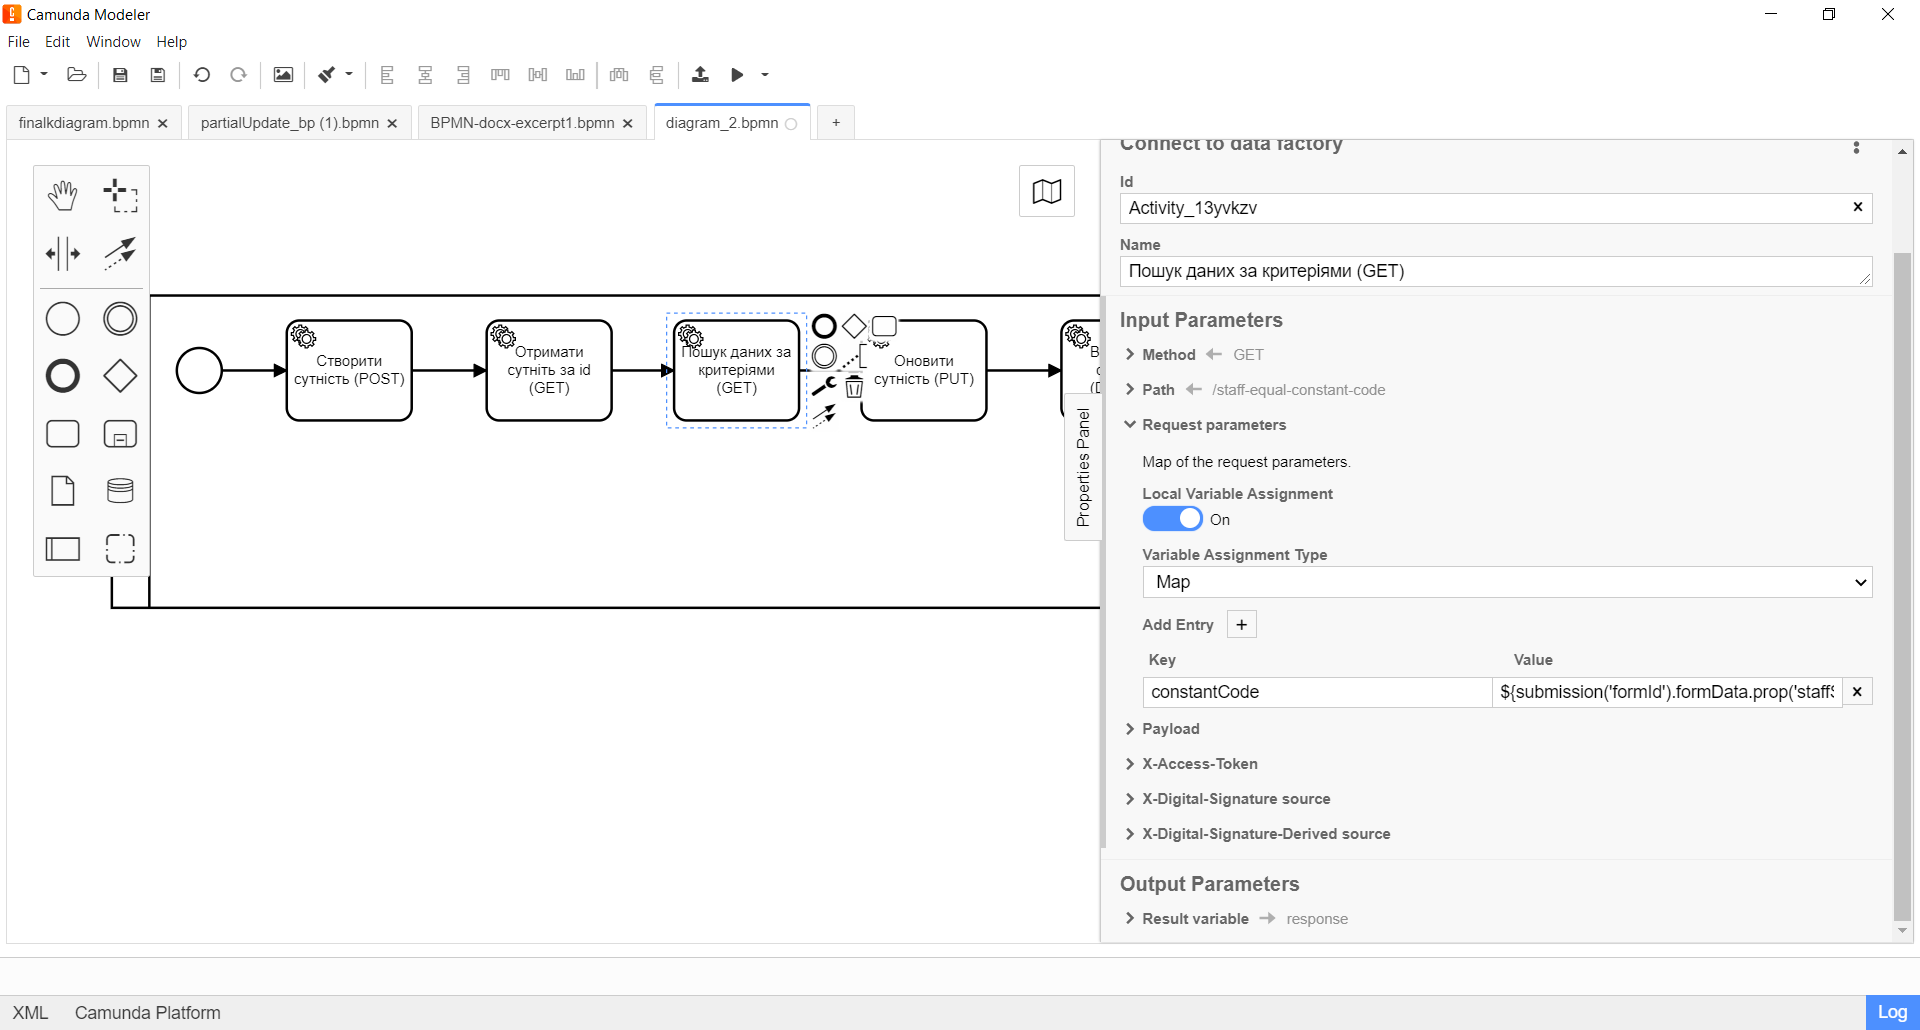 Camunda Modeler
File Edit Window Help
finalkdiagram.bpmn
partialUpdate_bp (1).bpmn
BPMN-docx-excerpt1.bpmn
diagram_2.bpmn
+
Створити
сутність (POST)
Отримати
сутніть за id
(GET)
Пошук даних за
критеріями
(GET)
Оновити
сутність (PUT)
Properties Panel
Connect to data factory
Id
Activity_13yvkzv
Name
Пошук даних за критеріями (GET)
Input Parameters
Method ← GET
Path ← /staff-equal-constant-code
Request parameters
Map of the request parameters.
Local Variable Assignment
On
Variable Assignment Type
Map
Add Entry +
Key Value
constantCode ${submission('formId').formData.prop('staffS
Payload
X-Access-Token
X-Digital-Signature source
X-Digital-Signature-Derived source
Output Parameters
Result variable → response
XML Camunda Platform Log